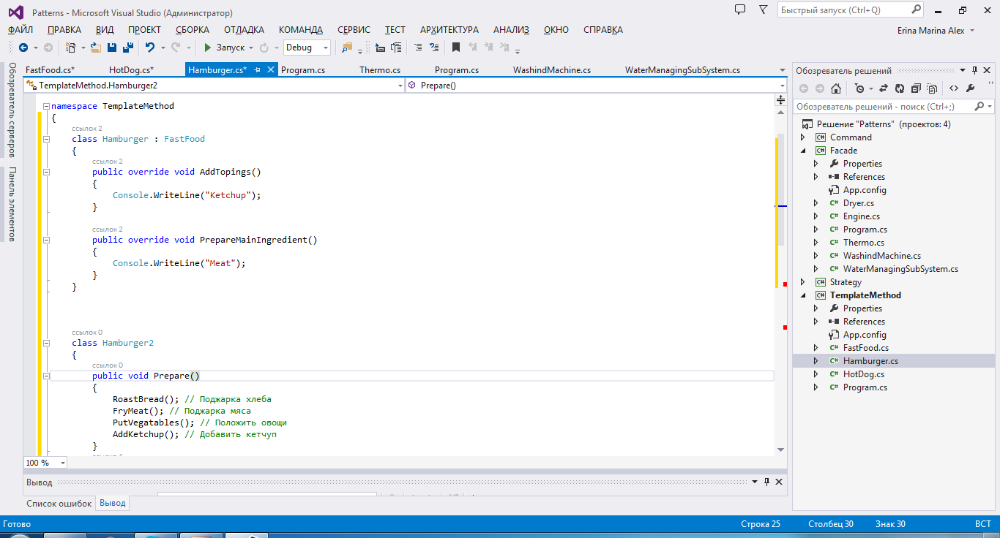 Patterns - Microsoft Visual Studio (Администратор)
Быстрый запуск (Ctrl+Q)
ФАЙЛ ПРАВКА ВИД ПРОЕКТ СБОРКА ОТЛАДКА КОМАНДА СЕРВИС ТЕСТ АРХИТЕКТУРА АНАЛИЗ ОКНО СПРАВКА
Erina Marina Alex
Запуск Debug
Обозреватель серверов
Панель элементов
FastFood.cs* HotDog.cs* Hamburger.cs* Program.cs Thermo.cs Program.cs WashindMachine.cs WaterManagingSubSystem.cs
TemplateMethod.Hamburger2 Prepare()
namespace TemplateMethod
{
ссылок 2
class Hamburger : FastFood
{
ссылок 2
public override void AddTopings()
{
Console.WriteLine("Ketchup");
}
ссылок 2
public override void PrepareMainIngredient()
{
Console.WriteLine("Meat");
}
}
ссылок 0
class Hamburger2
{
ссылок 0
public void Prepare()
{
RoastBread(); // Поджарка хлеба
FryMeat(); // Поджарка мяса
PutVegatables(); // Положить овощи
AddKetchup(); // Добавить кетчуп
}
100 %
Вывод
Список ошибок Вывод
Обозреватель решений
Обозреватель решений - поиск (Ctrl+;)
Решение "Patterns" (проектов: 4)
C# Command
C# Facade
Properties
References
App.config
C# Dryer.cs
C# Engine.cs
C# Program.cs
C# Thermo.cs
C# WashindMachine.cs
C# WaterManagingSubSystem.cs
C# Strategy
C# TemplateMethod
Properties
References
App.config
C# FastFood.cs
C# Hamburger.cs
C# HotDog.cs
C# Program.cs
Готово Строка 25 Столбец 30 Знак 30 ВСТ